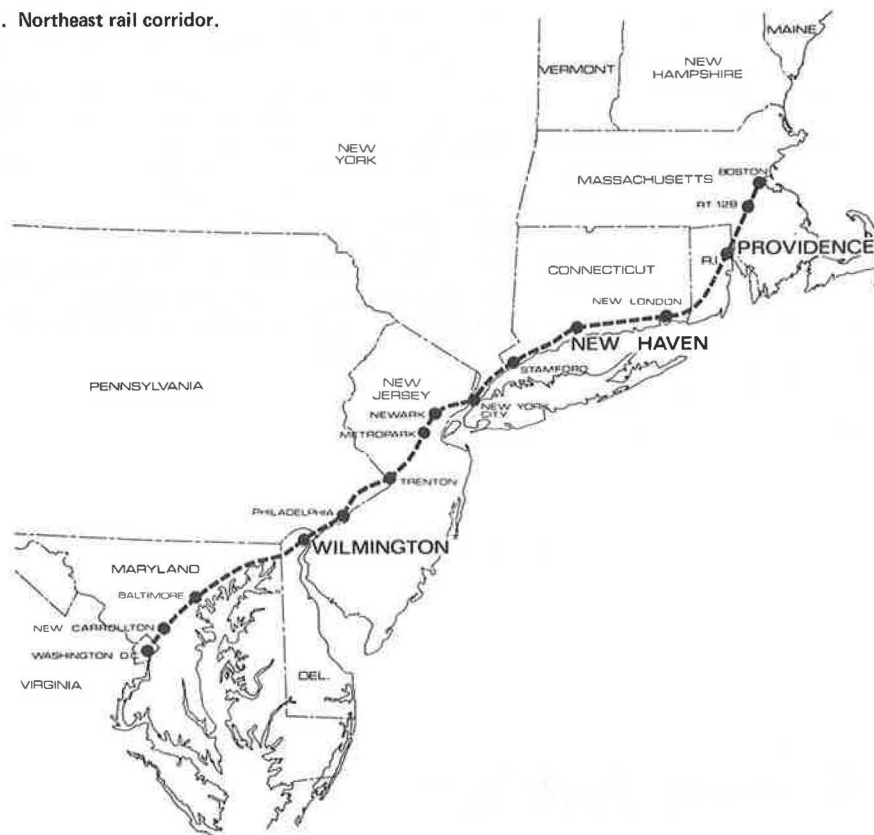 . Northeast rail corridor.
MAINE
VERMONT
NEW
HAMPSHIRE
NEW
YORK
MASSACHUSETTS
BOSTON
RT 128
PROVIDENCE
R.I.
CONNECTICUT
NEW LONDON
NEW HAVEN
STAMFORD
PENNSYLVANIA
NEW
JERSEY
NEWARK
NEW YORK
CITY
METROPARK
TRENTON
PHILADELPHIA
WILMINGTON
MARYLAND
BALTIMORE
NEW CARROLLTON
WASHINGTON D.C.
VIRGINIA
DEL.